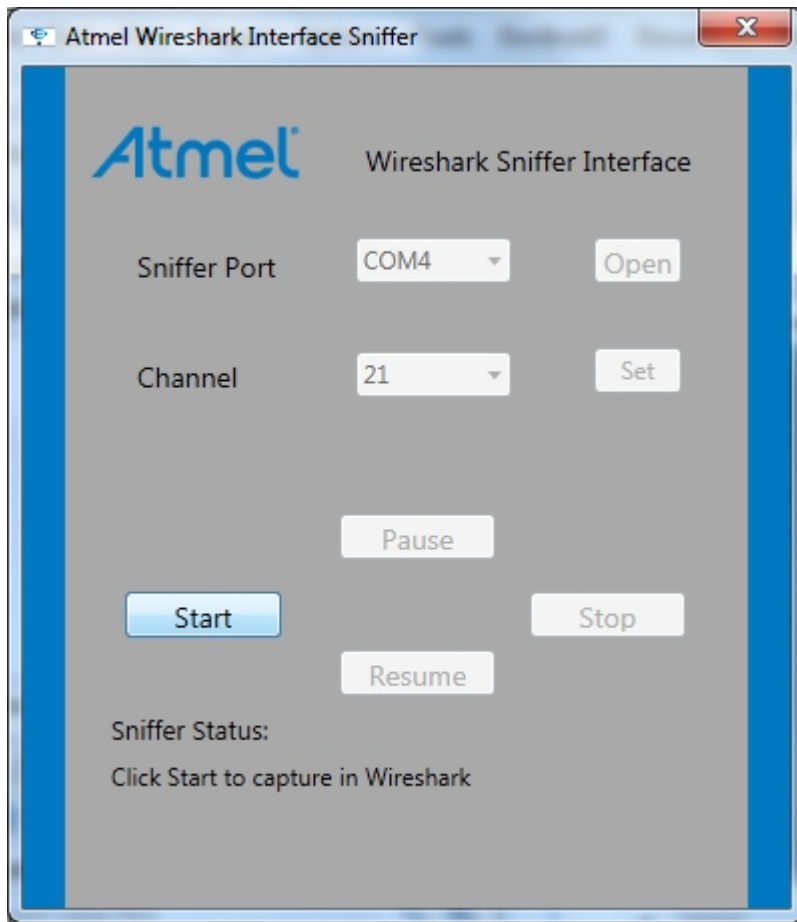 Atmel Wireshark Interface Sniffer
Atmel
Wireshark Sniffer Interface
Sniffer Port COM4 Open
Channel 21 Set
Pause
Start Stop
Resume
Sniffer Status:
Click Start to capture in Wireshark